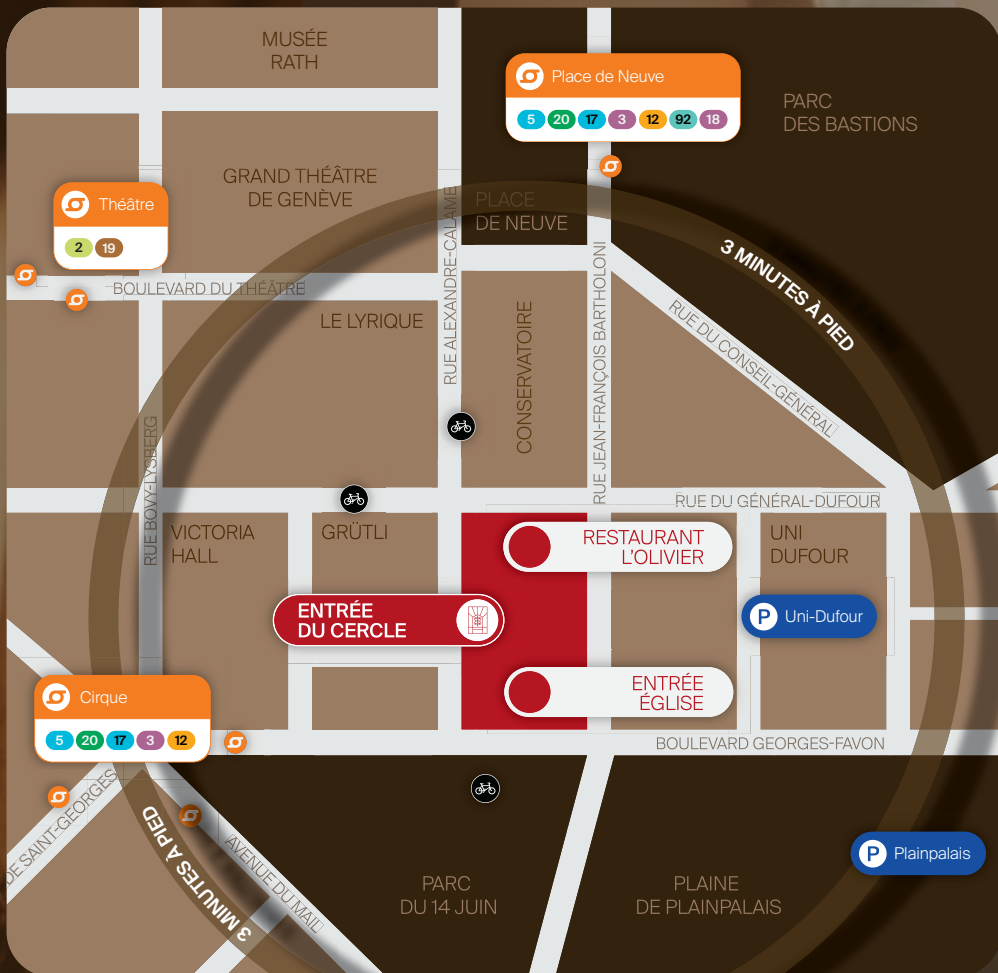 MUSÉE
RATH
Place de Neuve
5 20 17 3 12 92 18
PARC
DES BASTIONS
GRAND THÉÂTRE
DE GENÈVE
PLACE
DE NEUVE
Théâtre
2 19
BOULEVARD DU THÉÂTRE
LE LYRIQUE
RUE ALEXANDRE-CALAME
CONSERVATOIRE
RUE JEAN-FRANÇOIS BARTHOLONI
3 MINUTES À PIED
RUE DU CONSEIL-GÉNÉRAL
RUE BOVY-LYSBERG
RUE DU GÉNÉRAL-DUFOUR
VICTORIA
HALL
GRÜTLI
RESTAURANT
L'OLIVIER
UNI
DUFOUR
ENTRÉE
DU CERCLE
P Uni-Dufour
ENTRÉE
ÉGLISE
Cirque
5 20 17 3 12
BOULEVARD GEORGES-FAVON
DE SAINT-GEORGES
3 MINUTES À PIED
AVENUE DU MAIL
P Plainpalais
PARC
DU 14 JUIN
PLAINE
DE PLAINPALAIS